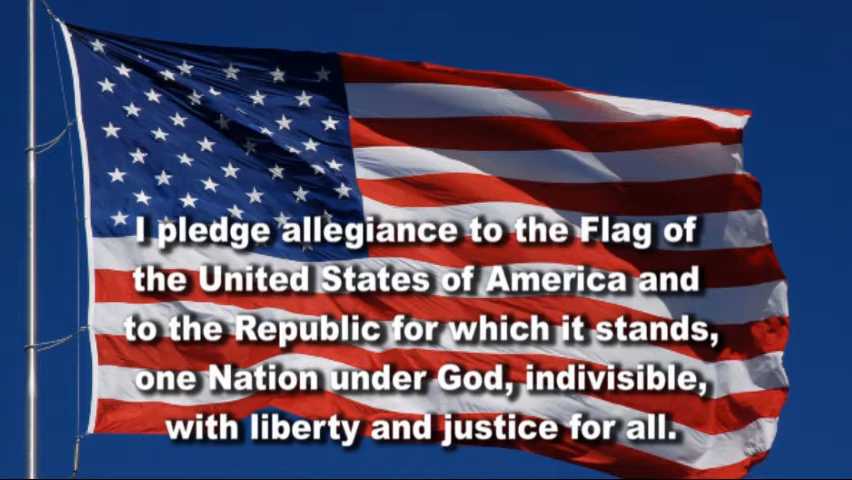 I pledge allegiance to the Flag of
the United States of America and
to the Republic for which it stands,
one Nation under God, indivisible,
with liberty and justice for all.